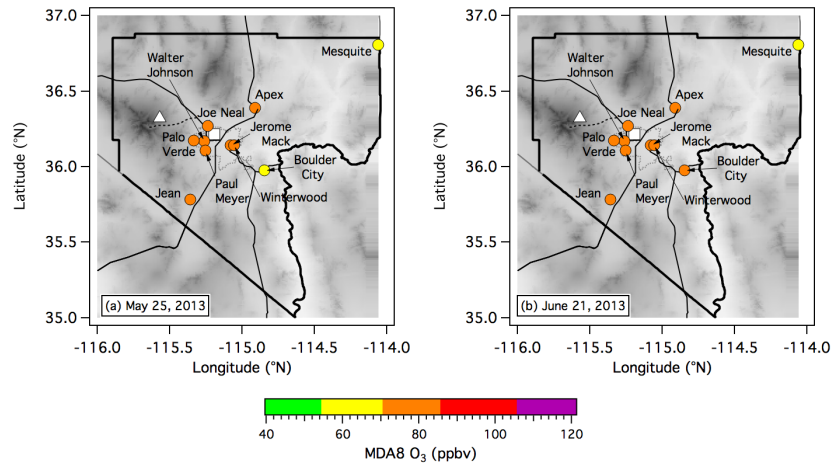 37.0
36.5
36.0
35.5
35.0
Latitude (°N)
-116.0 -115.5 -115.0 -114.5 -114.0
Longitude (°N)
Walter
Johnson
Mesquite
Apex
Joe Neal
Jerome
Mack
Palo
Verde
Boulder
City
Paul
Meyer
Winterwood
Jean
(a) May 25, 2013
37.0
36.5
36.0
35.5
35.0
Latitude (°N)
-116.0 -115.5 -115.0 -114.5 -114.0
Longitude (°N)
Walter
Johnson
Mesquite
Apex
Joe Neal
Jerome
Mack
Palo
Verde
Boulder
City
Paul
Meyer
Winterwood
Jean
(b) June 21, 2013
40 60 80 100 120
MDA8 O₃ (ppbv)